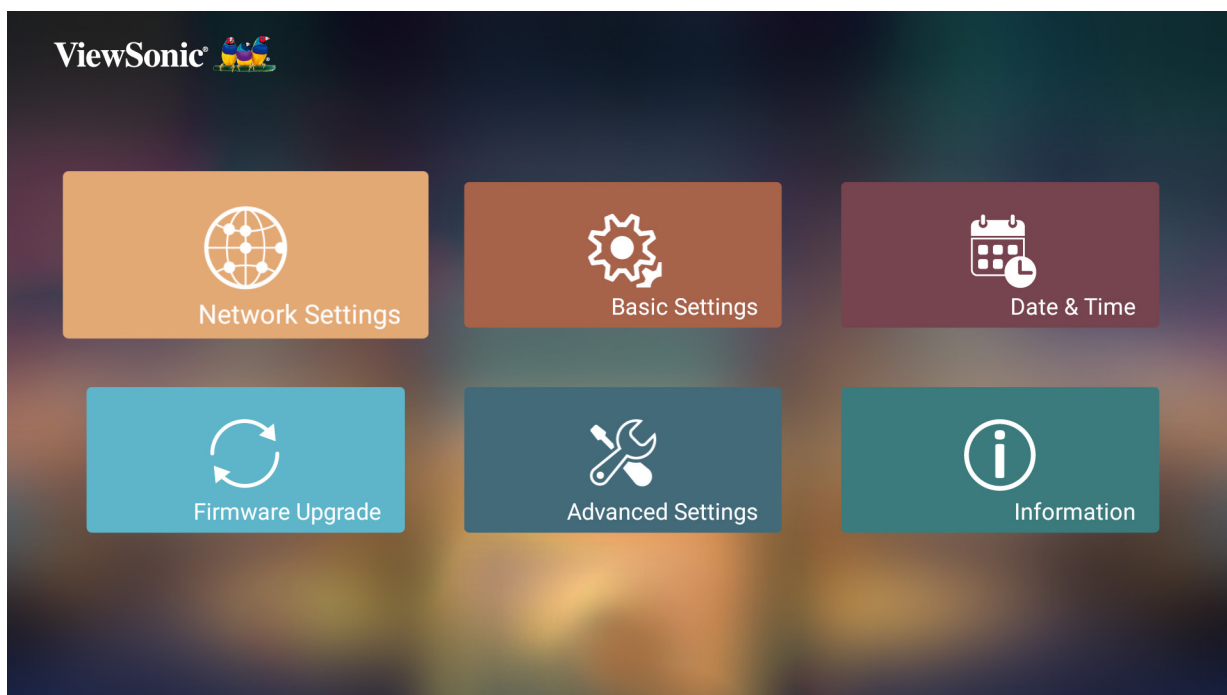 ViewSonic®
Network Settings
Basic Settings
Date & Time
Firmware Upgrade
Advanced Settings
Information